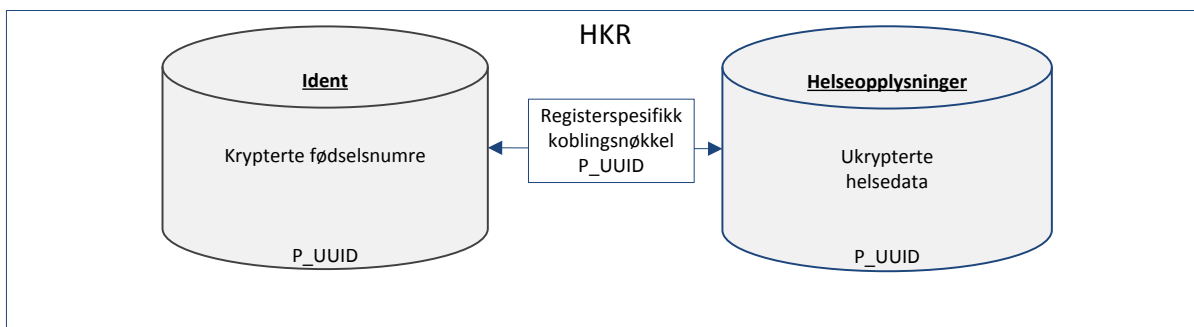 HKR
Ident
Krypterte fødselsnumre
P_UUID
Registerspesifikk
koblingsnøkkel
P_UUID
Helseopplysninger
Ukrypterte
helsedata
P_UUID